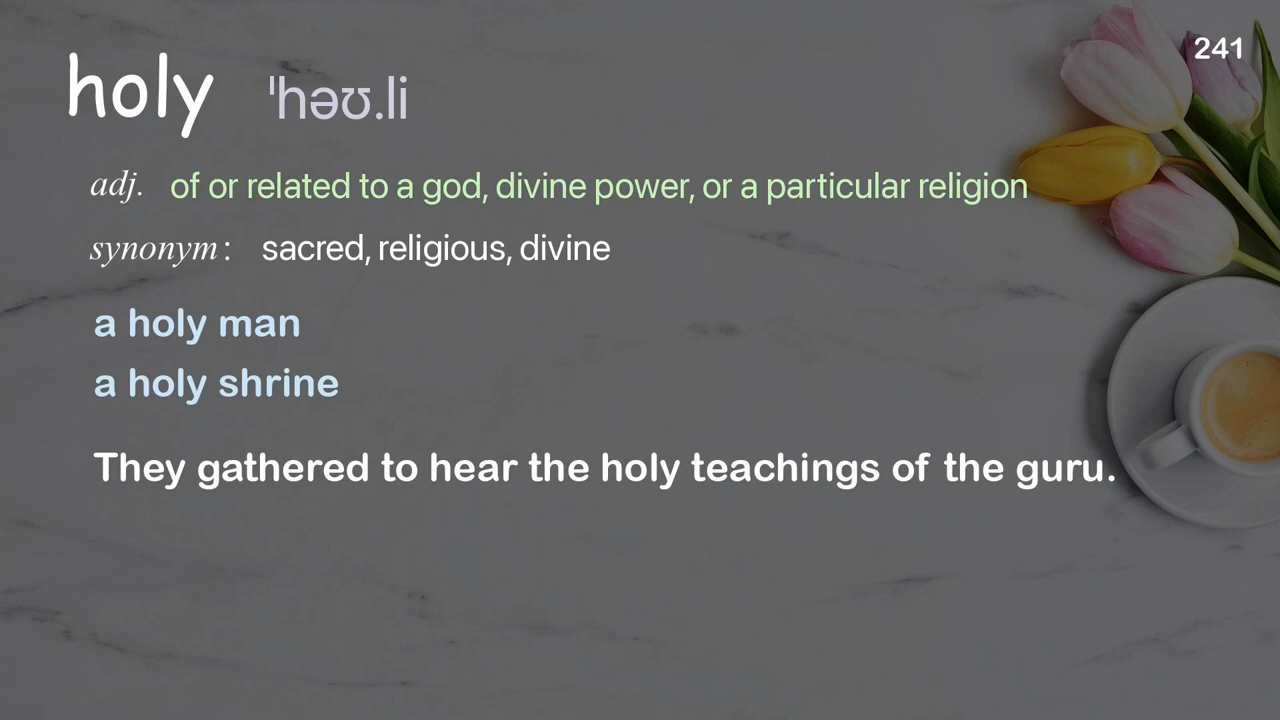 241
holy ˈhəʊ.li
adj. of or related to a god, divine power, or a particular religion
synonym : sacred, religious, divine
a holy man
a holy shrine
They gathered to hear the holy teachings of the guru.